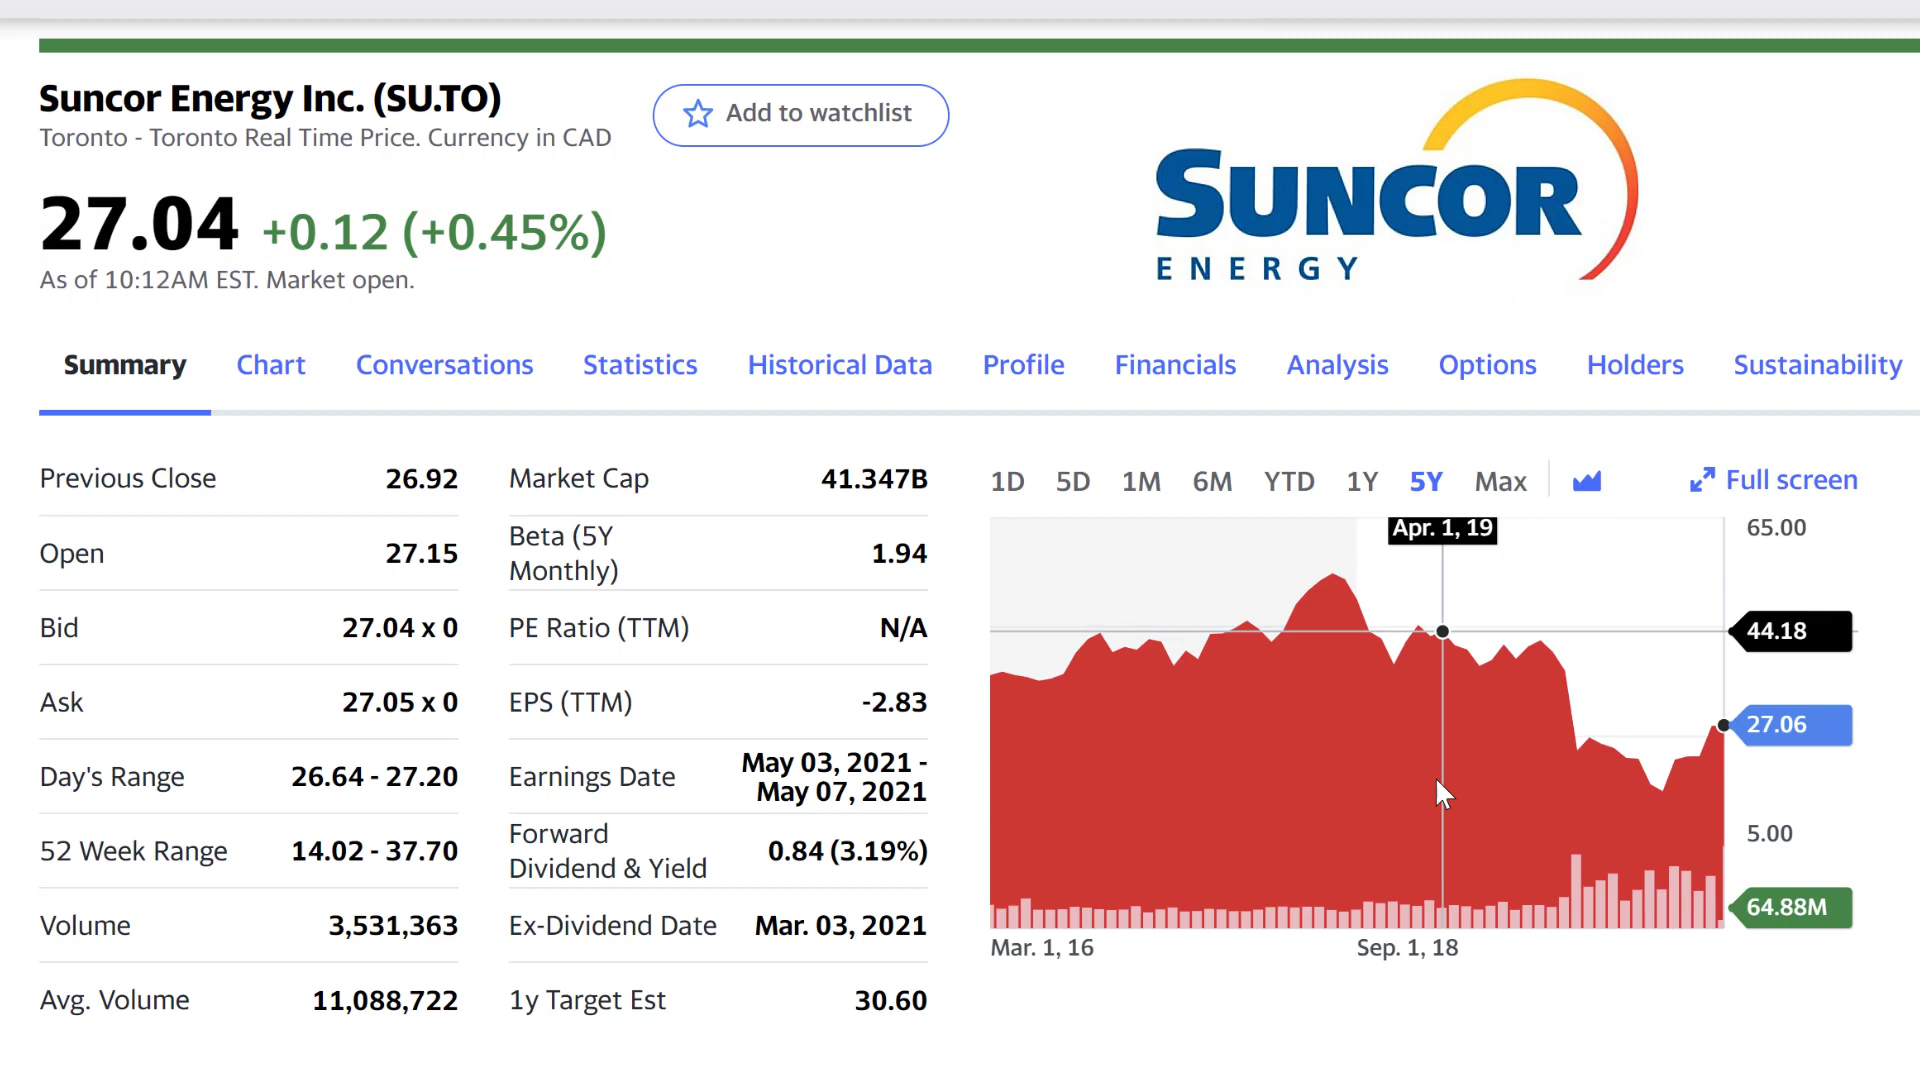 Suncor Energy Inc. (SU.TO)
Toronto - Toronto Real Time Price. Currency in CAD
Add to watchlist
SUNCOR
ENERGY
27.04 +0.12 (+0.45%)
As of 10:12AM EST. Market open.
Summary Chart Conversations Statistics Historical Data Profile Financials Analysis Options Holders Sustainability
Previous Close 26.92
Open 27.15
Bid 27.04 x 0
Ask 27.05 x 0
Day's Range 26.64 - 27.20
52 Week Range 14.02 - 37.70
Volume 3,531,363
Avg. Volume 11,088,722
Market Cap 41.347B
Beta (5Y
Monthly) 1.94
PE Ratio (TTM) N/A
EPS (TTM) -2.83
Earnings Date May 03, 2021 -
May 07, 2021
Forward
Dividend & Yield 0.84 (3.19%)
Ex-Dividend Date Mar. 03, 2021
1y Target Est 30.60
1D 5D 1M 6M YTD 1Y 5Y Max Full screen
Apr. 1, 19
65.00
44.18
27.06
5.00
64.88M
Mar. 1, 16 Sep. 1, 18